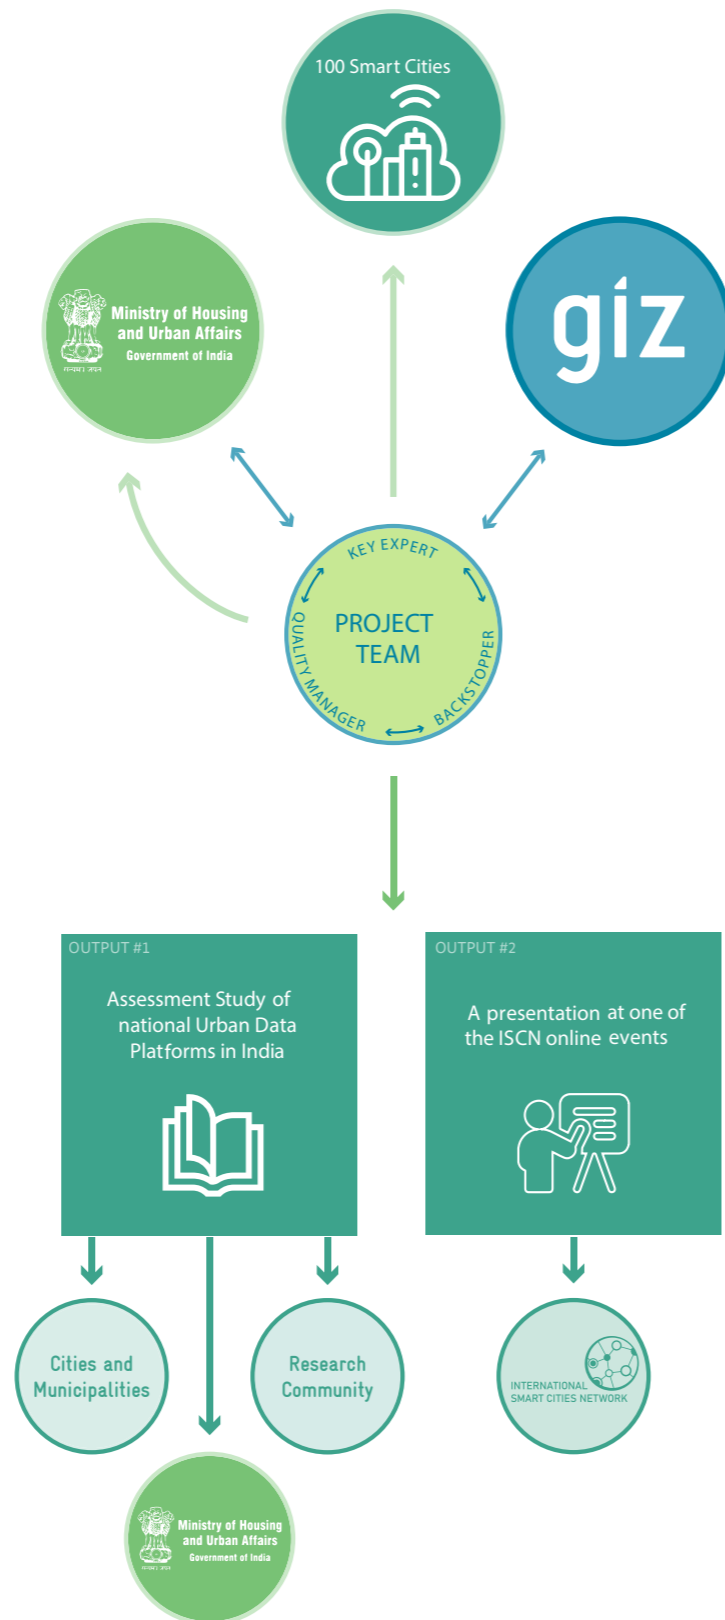 100 Smart Cities
Ministry of Housing
and Urban Affairs
Government of India
सत्यमेव जयते
giz
KEY EXPERT
PROJECT
TEAM
QUALITY MANAGER
BACKSTOPPER
OUTPUT #1
Assessment Study of
national Urban Data
Platforms in India
OUTPUT #2
A presentation at one of
the ISCN online events
Cities and
Municipalities
Research
Community
INTERNATIONAL
SMART CITIES NETWORK
Ministry of Housing
and Urban Affairs
Government of India